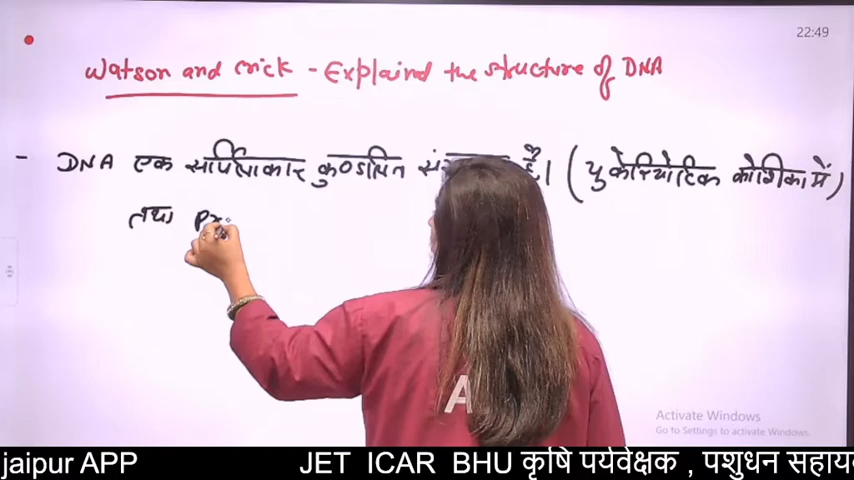 22:49
Watson and crick - Explaind the structure of DNA
- DNA एक सर्पिलाकार कुण्डलित है। (युकेरियोटिक कोशिका में)
तथा Pr
A
Activate Windows
Go to Settings to activate Windows.
jaipur APP JET ICAR BHU कृषि पर्यवेक्षक , पशुधन सहाय